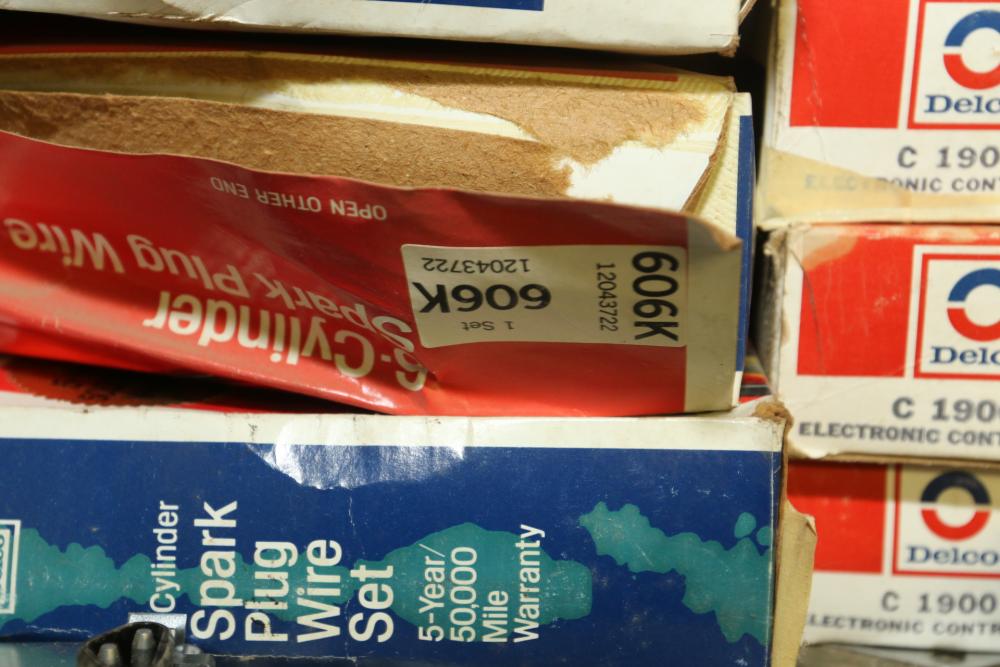 OPEN OTHER END
6-Cylinder
Spark Plug Wire
1 Set
606K
12043722
606K
12043722
Cylinder
Spark
Plug
Wire
Set
5-Year/
50,000
Mile
Warranty
Delco
C 1900
ELECTRONIC CONT
Delco
C 1900
ELECTRONIC CONT
Delco
C 1900
ELECTRONIC CONTR